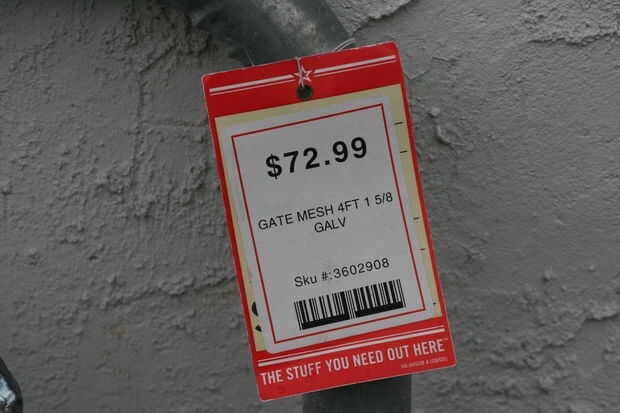 $72.99
GATE MESH 4FT 1 5/8
GALV
Sku #:3602908
THE STUFF YOU NEED OUT HERE